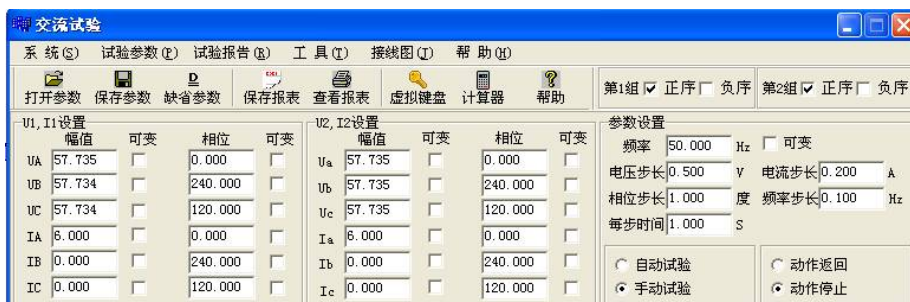 交流试验
系 统(S) 试验参数(P) 试验报告(R) 工 具(T) 接线图(J) 帮 助(H)
打开参数 保存参数 缺省参数 保存报表 查看报表 虚拟键盘 计算器 帮助
第1组 正序 负序 第2组 正序 负序
U1,I1设置
幅值 可变 相位 可变
UA 57.735 0.000
UB 57.734 240.000
UC 57.734 120.000
IA 6.000 0.000
IB 0.000 240.000
IC 0.000 120.000
U2,I2设置
幅值 可变 相位 可变
Ua 57.735 0.000
Ub 57.735 240.000
Uc 57.735 120.000
Ia 6.000 0.000
Ib 0.000 240.000
Ic 0.000 120.000
参数设置
频率 50.000 Hz 可变
电压步长 0.500 V 电流步长 0.200 A
相位步长 1.000 度 频率步长 0.100 Hz
每步时间 1.000 S
自动试验 动作返回
手动试验 动作停止